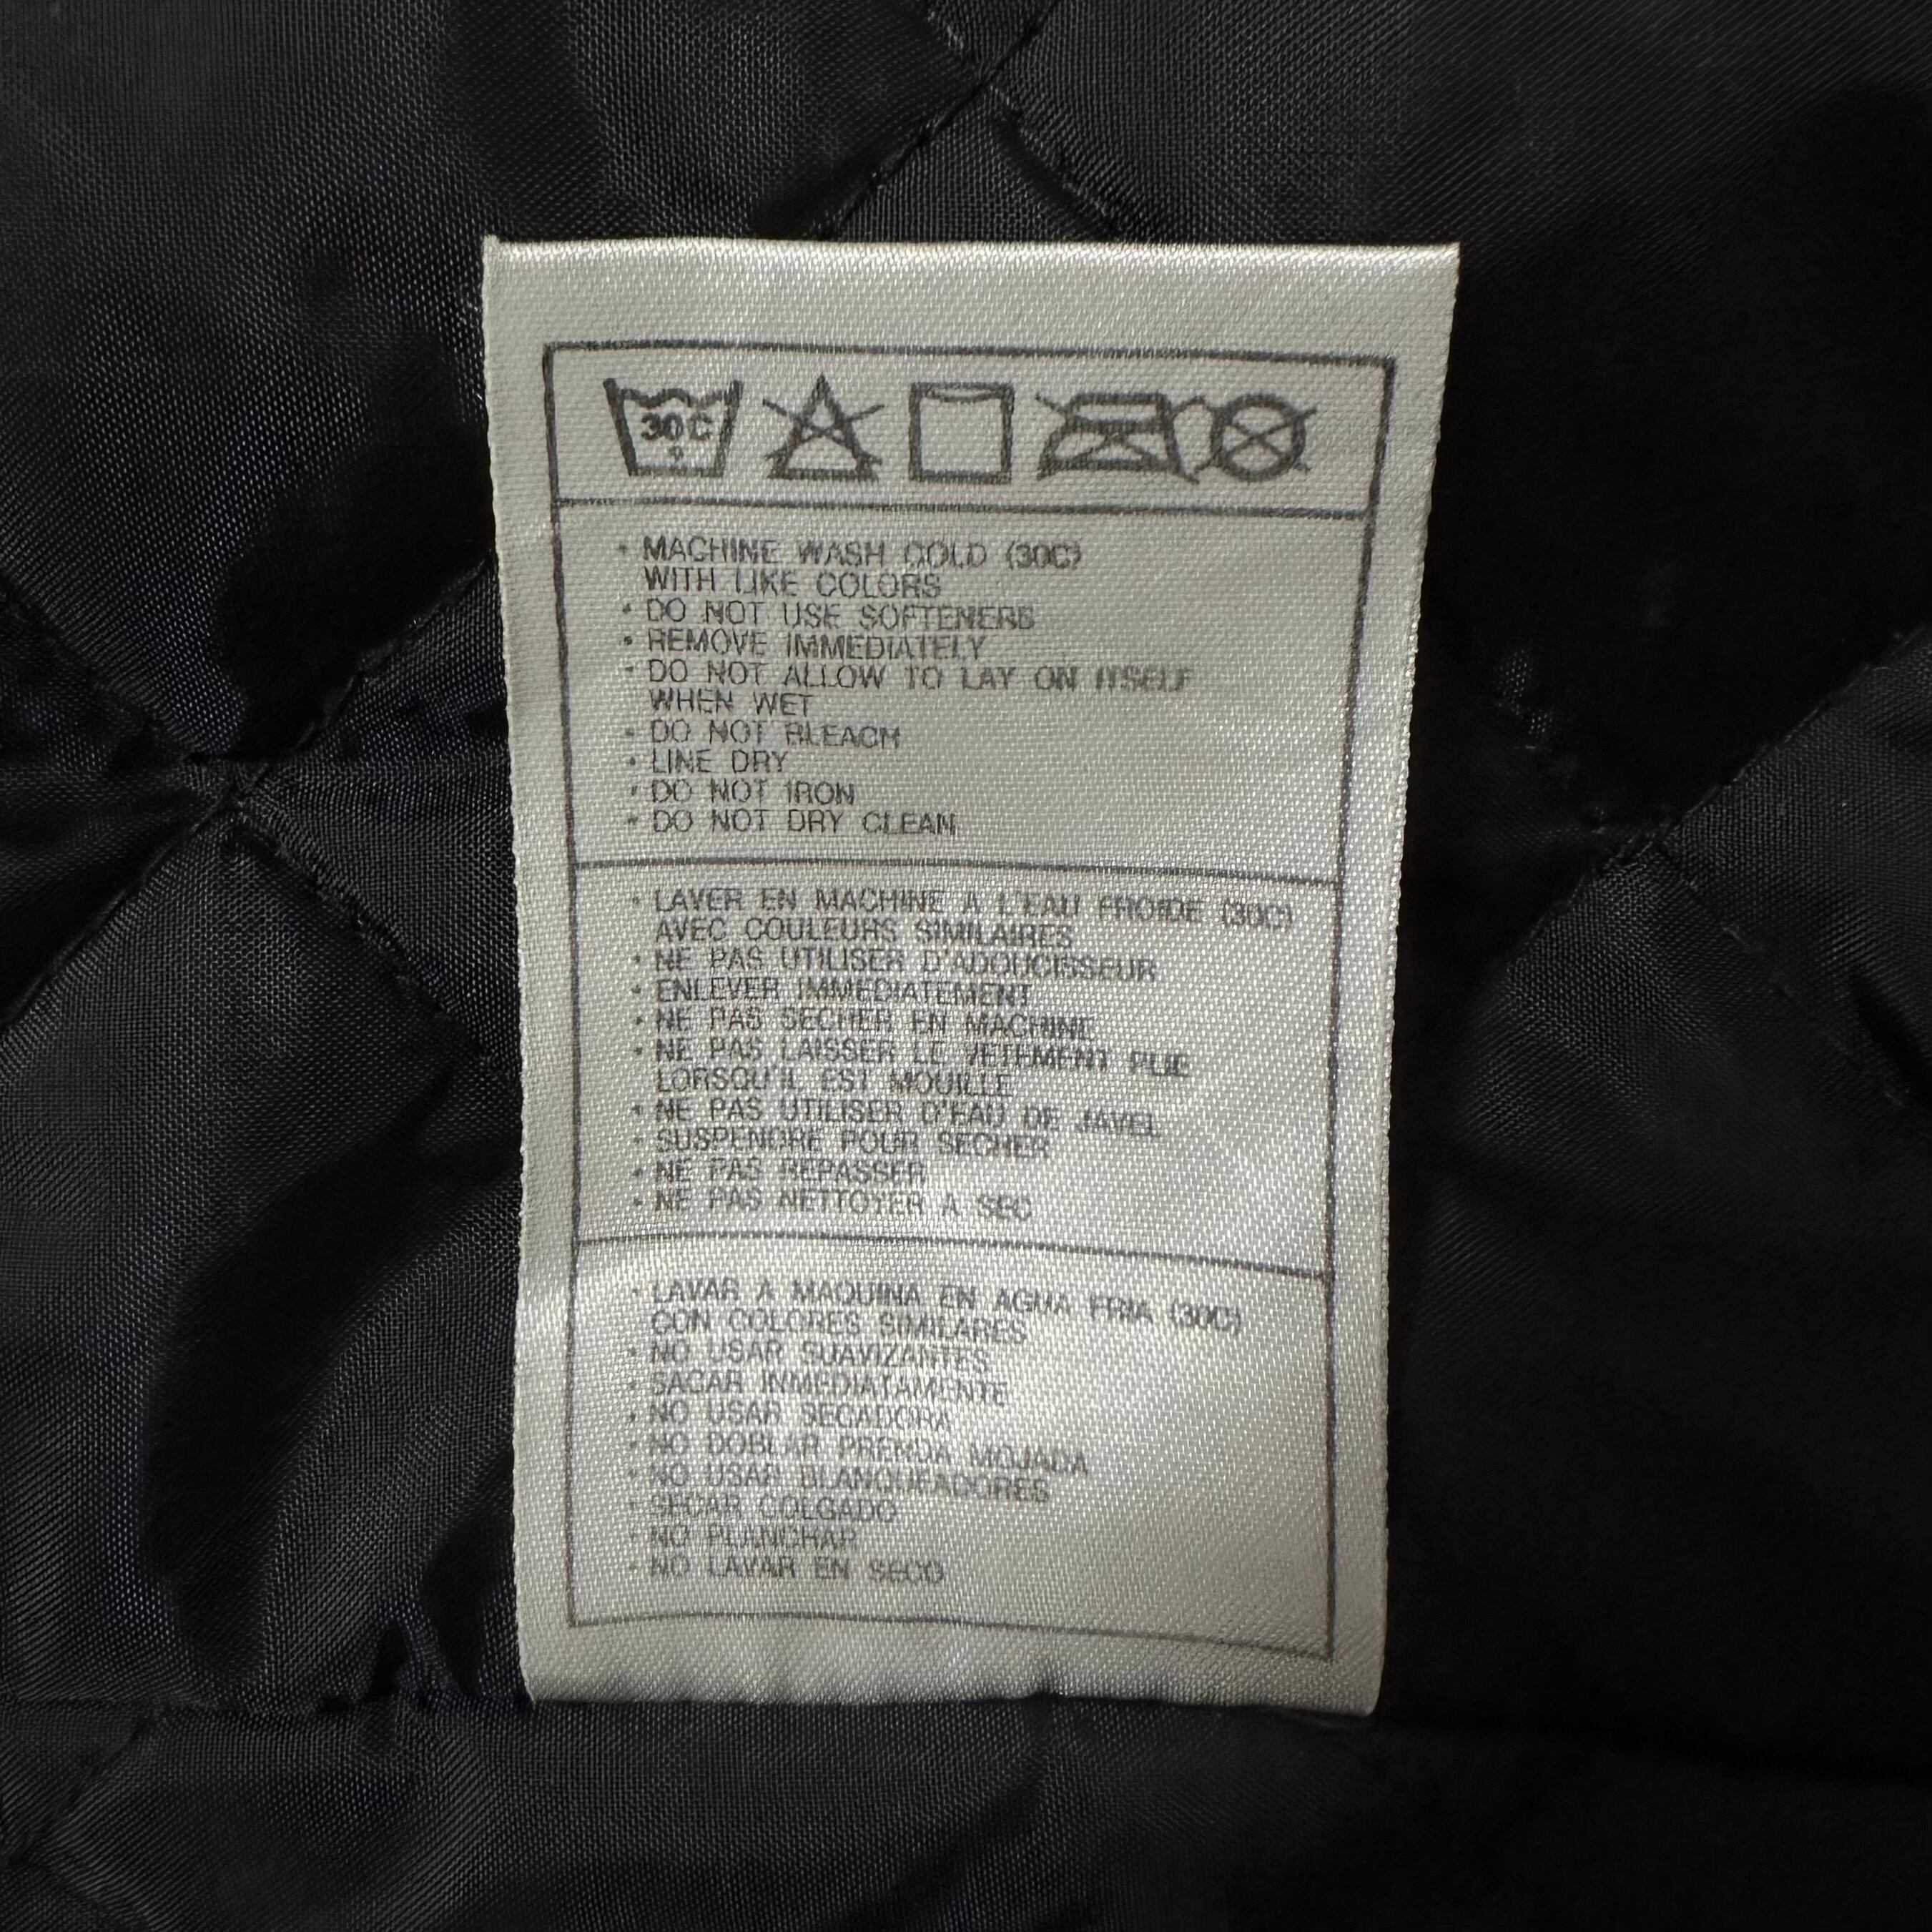 30C
• MACHINE WASH COLD (30C)
WITH LIKE COLORS
• DO NOT USE SOFTENERS
• REMOVE IMMEDIATELY
• DO NOT ALLOW TO LAY ON ITSELF
WHEN WET
• DO NOT BLEACH
• LINE DRY
• DO NOT IRON
• DO NOT DRY CLEAN
• LAVER EN MACHINE A L'EAU FROIDE (30C)
AVEC COULEURS SIMILAIRES
• NE PAS UTILISER D'ADOUCISSEUR
• ENLEVER IMMEDIATEMENT
• NE PAS SECHER EN MACHINE
• NE PAS LAISSER LE VETEMENT PLIE
LORSQU'IL EST MOUILLE
• NE PAS UTILISER D'EAU DE JAVEL
• SUSPENDRE POUR SECHER
• NE PAS REPASSER
• NE PAS NETTOYER A SEC
• LAVAR A MAQUINA EN AGUA FRIA (30C)
CON COLORES SIMILARES
• NO USAR SUAVIZANTES
• SACAR INMEDIATAMENTE
• NO USAR SECADORA
• NO DOBLAR PRENDA MOJADA
• NO USAR BLANQUEADORES
• SECAR COLGADO
• NO PLANCHAR
• NO LAVAR EN SECO